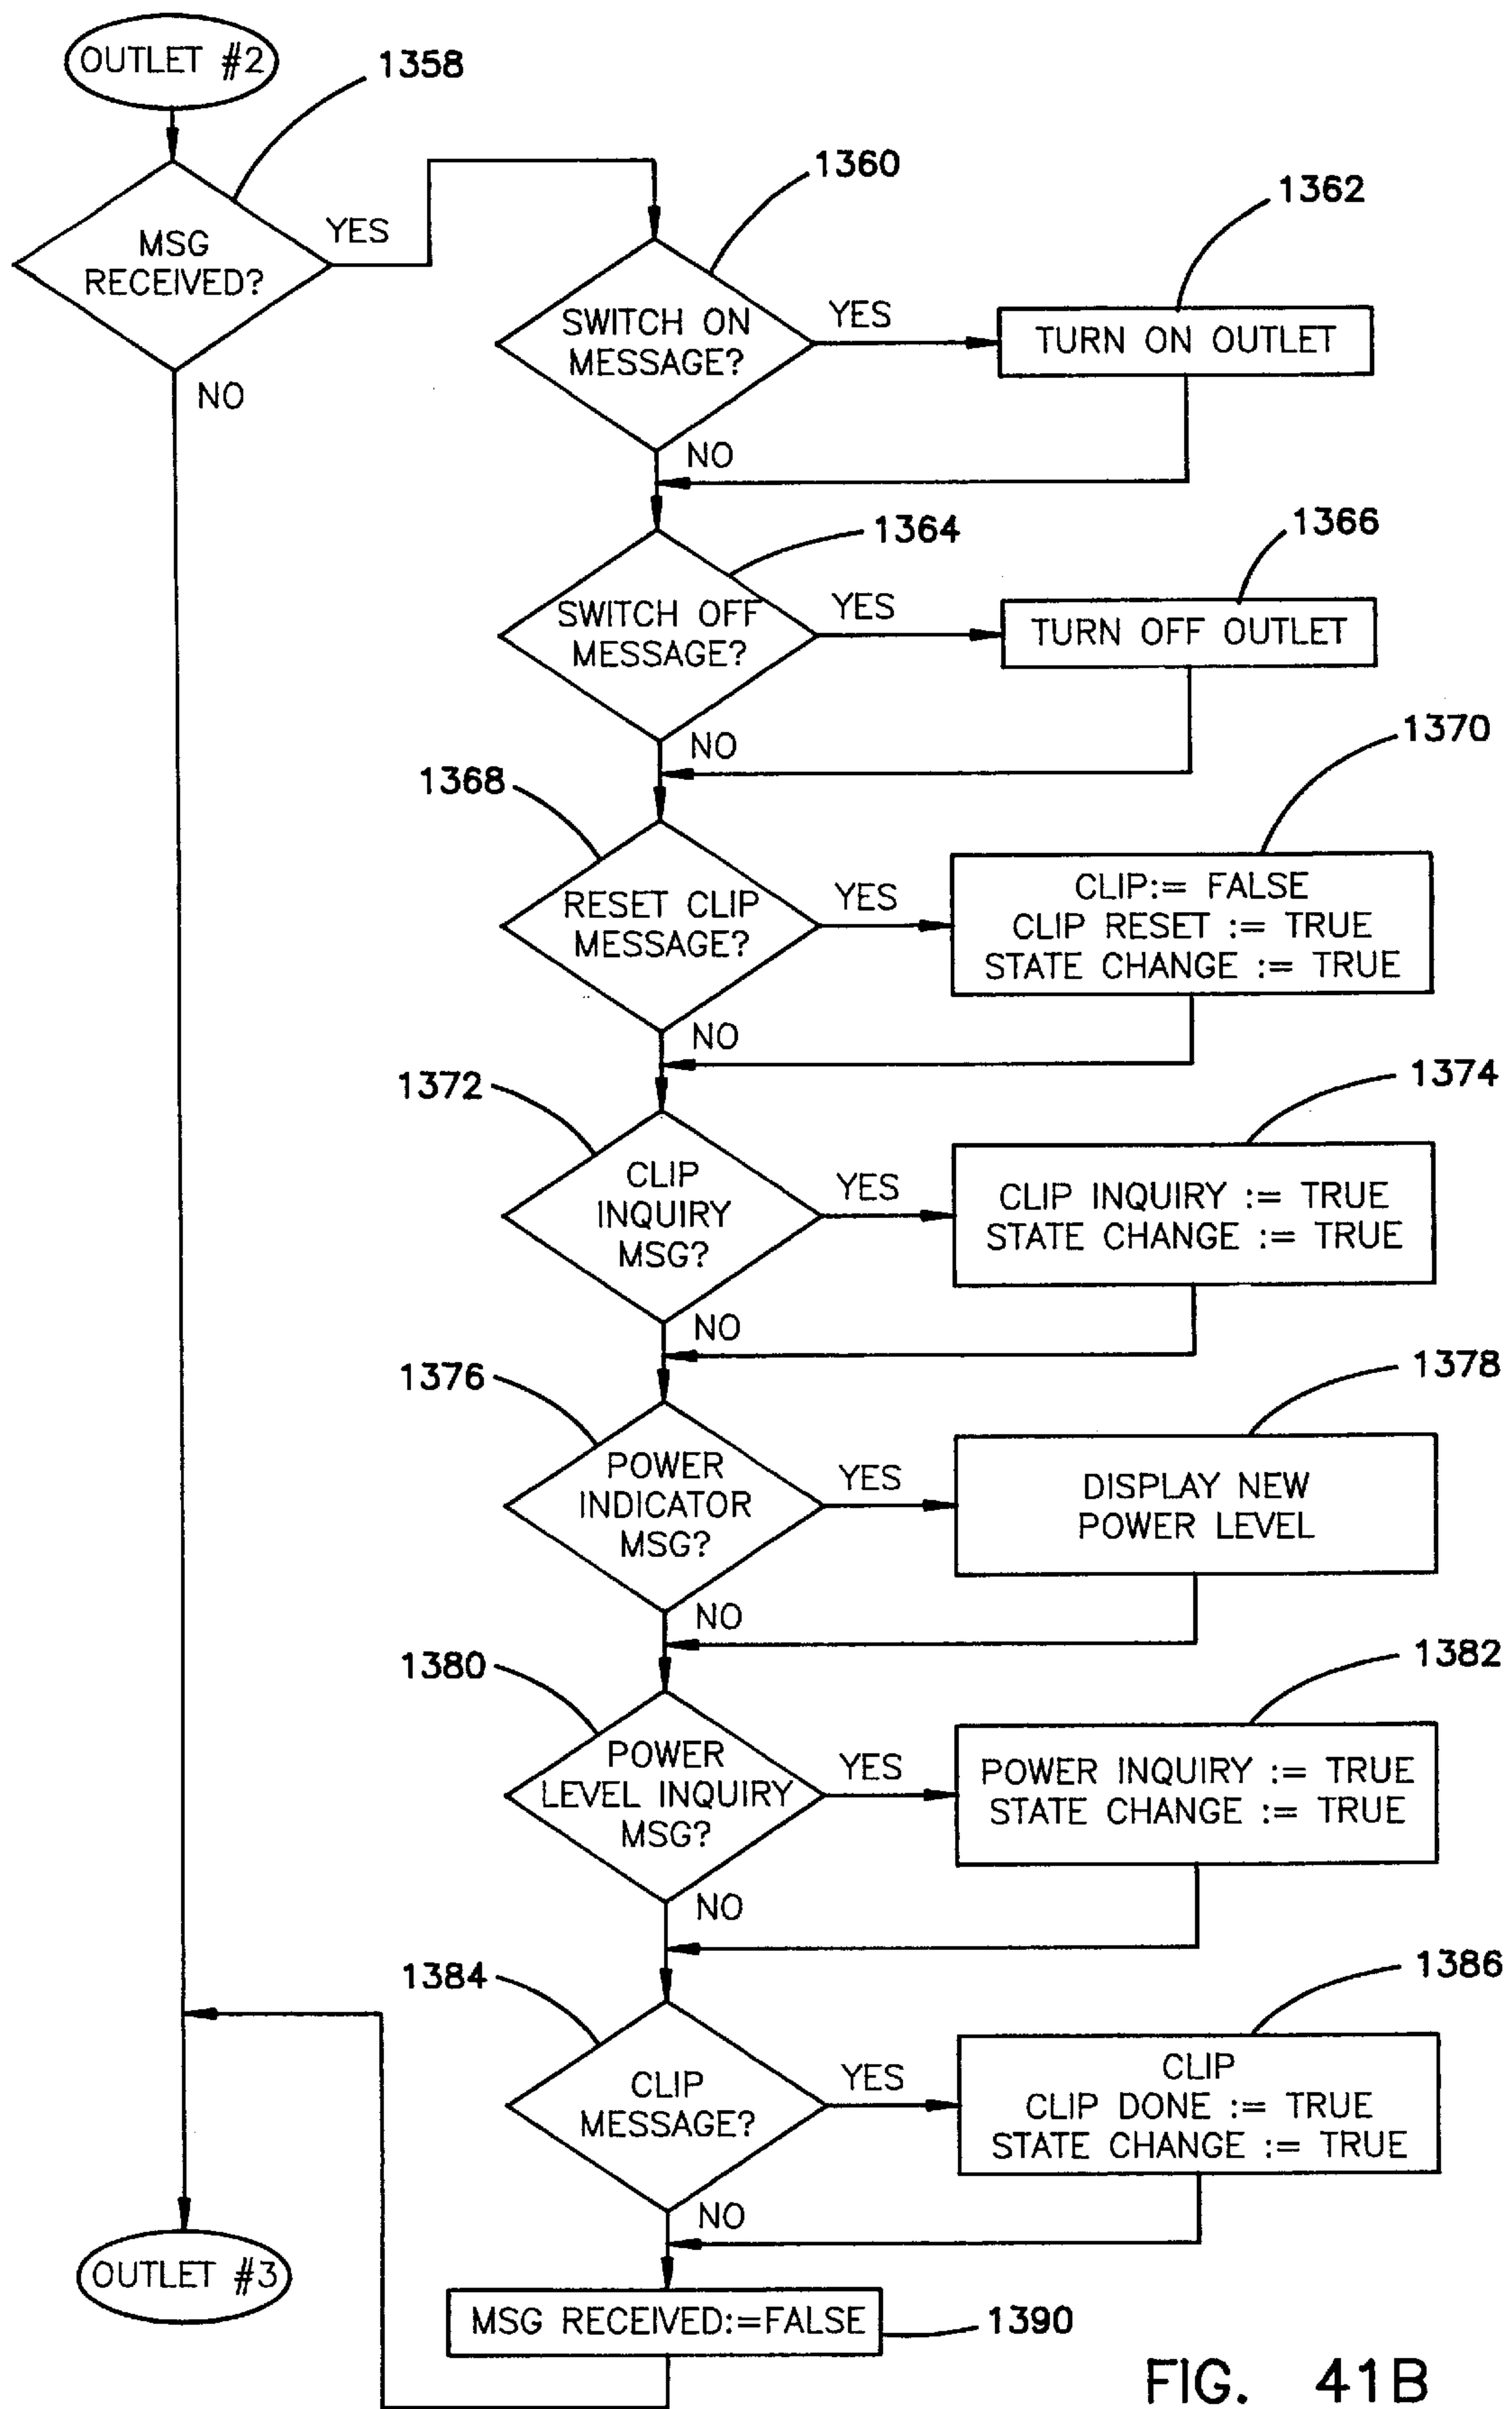 OUTLET #2
1358
MSG
RECEIVED?
YES
NO
1360
SWITCH ON
MESSAGE?
YES
NO
1362
TURN ON OUTLET
1364
SWITCH OFF
MESSAGE?
YES
NO
1366
TURN OFF OUTLET
1368
RESET CLIP
MESSAGE?
YES
NO
1370
CLIP:= FALSE
CLIP RESET := TRUE
STATE CHANGE := TRUE
1372
CLIP
INQUIRY
MSG?
YES
NO
1374
CLIP INQUIRY := TRUE
STATE CHANGE := TRUE
1376
POWER
INDICATOR
MSG?
YES
NO
1378
DISPLAY NEW
POWER LEVEL
1380
POWER
LEVEL INQUIRY
MSG?
YES
NO
1382
POWER INQUIRY := TRUE
STATE CHANGE := TRUE
1384
CLIP
MESSAGE?
YES
NO
1386
CLIP
CLIP DONE := TRUE
STATE CHANGE := TRUE
OUTLET #3
MSG RECEIVED:=FALSE
1390
FIG. 41B